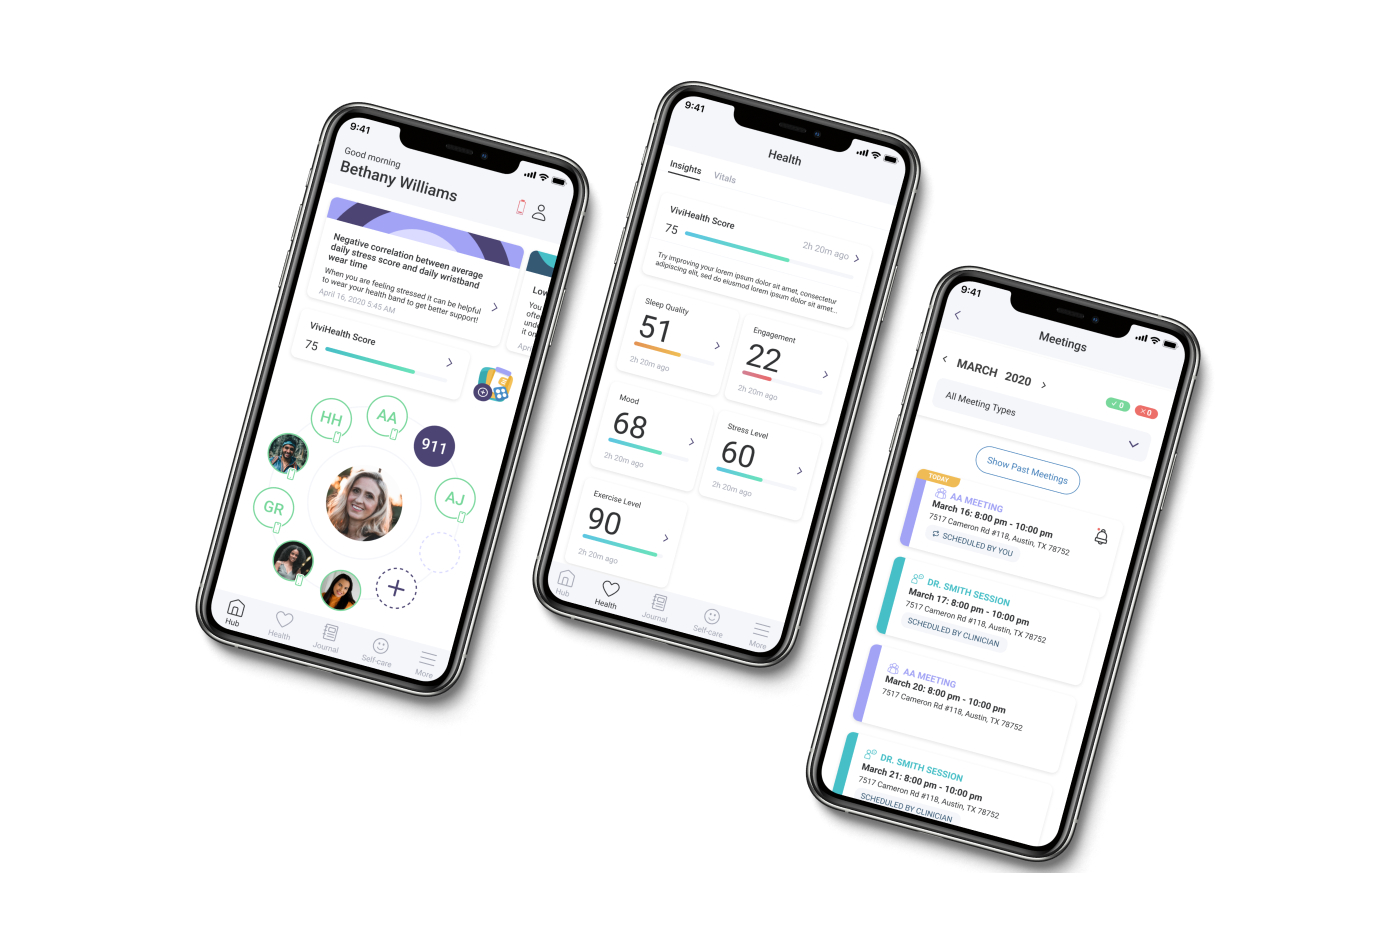 9:41
Good morning
Bethany Williams
Negative correlation between average
daily stress score and daily wristband
wear time
When you are feeling stressed it can be helpful
to wear your health band to get better support!
April 16, 2020 5:45 AM
Low
You
ofte
unde
it on
Apri
ViviHealth Score
75
HH
AA
911
AJ
GR
Hub
Health
Journal
Self-care
More
9:41
Health
Insights
Vitals
ViviHealth Score
75
2h 20m ago
Try improving your lorem ipsum dolor sit amet, consectetur
adipiscing elit, sed do eiusmod lorem ipsum dolor sit amet...
Sleep Quality
51
2h 20m ago
Engagement
22
2h 20m ago
Mood
68
2h 20m ago
Stress Level
60
2h 20m ago
Exercise Level
90
2h 20m ago
Hub
Health
Journal
Self-care
More
9:41
Meetings
MARCH 2020
0
0
All Meeting Types
Show Past Meetings
TODAY
AA MEETING
March 16: 8:00 pm - 10:00 pm
7517 Cameron Rd #118, Austin, TX 78752
SCHEDULED BY YOU
DR. SMITH SESSION
March 17: 8:00 pm - 10:00 pm
7517 Cameron Rd #118, Austin, TX 78752
SCHEDULED BY CLINICIAN
AA MEETING
March 20: 8:00 pm - 10:00 pm
7517 Cameron Rd #118, Austin, TX 78752
DR. SMITH SESSION
March 21: 8:00 pm - 10:00 pm
7517 Cameron Rd #118, Austin, TX 78752
SCHEDULED BY CLINICIAN